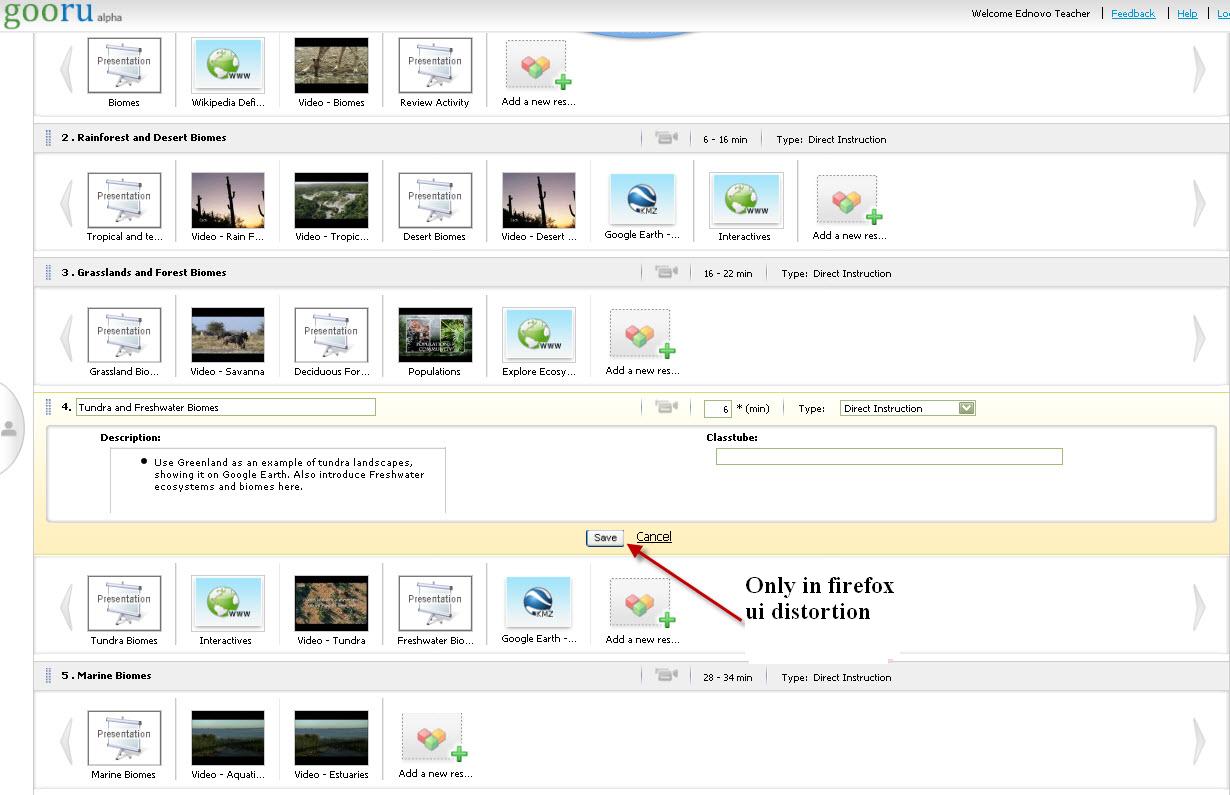 gooru alpha
Welcome Ednovo Teacher | Feedback | Help | Lo
Presentation
www
Presentation
Biomes
Wikipedia Defi...
Video - Biomes
Review Activity
Add a new res...
2 . Rainforest and Desert Biomes
6 - 16 min
Type: Direct Instruction
Presentation
Presentation
KMZ
www
Tropical and te...
Video - Rain F...
Video - Tropic...
Desert Biomes
Video - Desert ...
Google Earth -...
Interactives
Add a new res...
3 . Grasslands and Forest Biomes
16 - 22 min
Type: Direct Instruction
Presentation
Presentation
POPULATIONS
COMMUNITY
www
Grassland Bio...
Video - Savanna
Deciduous For...
Populations
Explore Ecosy...
Add a new res...
4. Tundra and Freshwater Biomes
6 * (min)
Type: Direct Instruction
Description:
Classtube:
● Use Greenland as an example of tundra landscapes,
showing it on Google Earth. Also introduce Freshwater
ecosystems and biomes here.
Save Cancel
Only in firefox
ui distortion
Presentation
www
Presentation
KMZ
Tundra Biomes
Interactives
Video - Tundra
Freshwater Bio...
Google Earth -...
Add a new res...
5 . Marine Biomes
28 - 34 min
Type: Direct Instruction
Presentation
Marine Biomes
Video - Aquati...
Video - Estuaries
Add a new res...